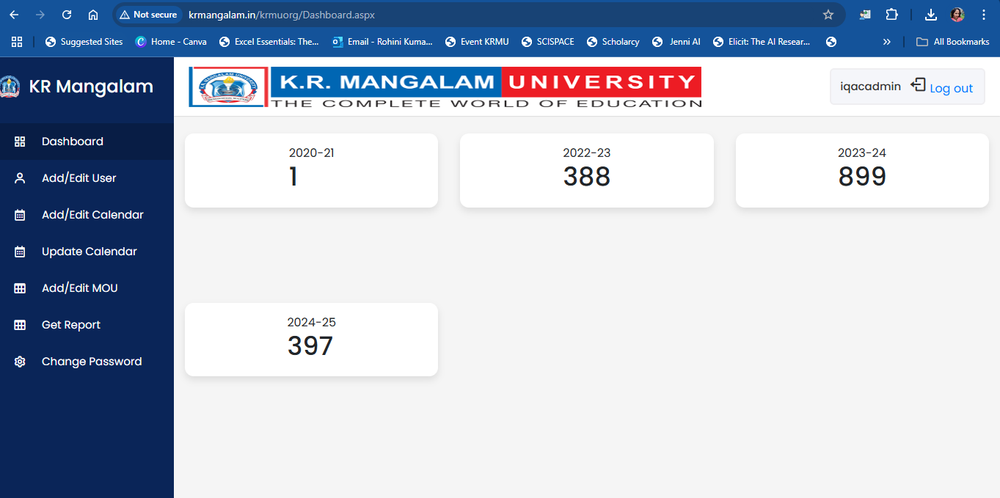 Not secure krmangalam.in/krmuorg/Dashboard.aspx
Suggested Sites Home - Canva Excel Essentials: The... Email - Rohini Kuma... Event KRMU SCISPACE Scholarcy Jenni AI Elicit: The AI Resear... » All Bookmarks
KR Mangalam
K.R. MANGALAM UNIVERSITY
THE COMPLETE WORLD OF EDUCATION
iqacadmin Log out
Dashboard
Add/Edit User
Add/Edit Calendar
Update Calendar
Add/Edit MOU
Get Report
Change Password
2020-21
1
2022-23
388
2023-24
899
2024-25
397